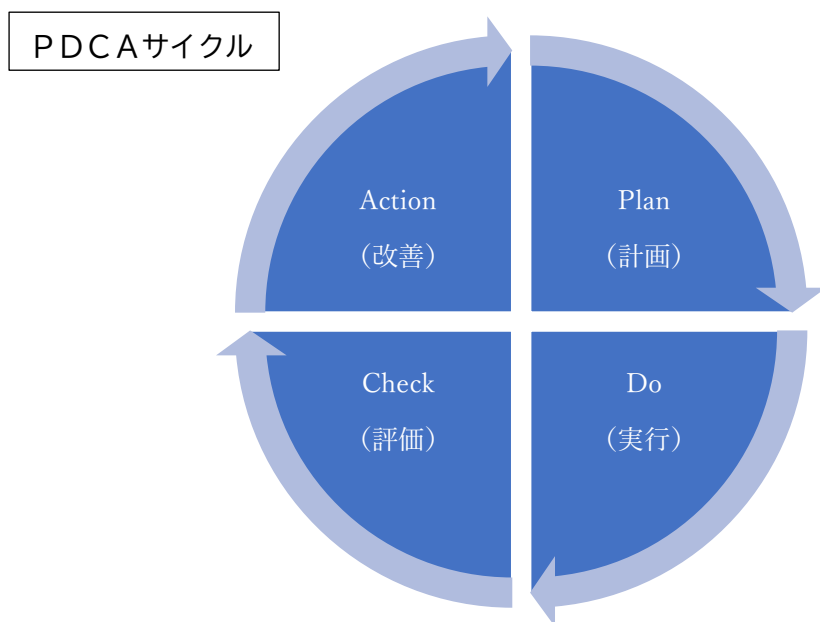 PDCAサイクル
Plan
（計画）
Do
（実行）
Check
（評価）
Action
（改善）